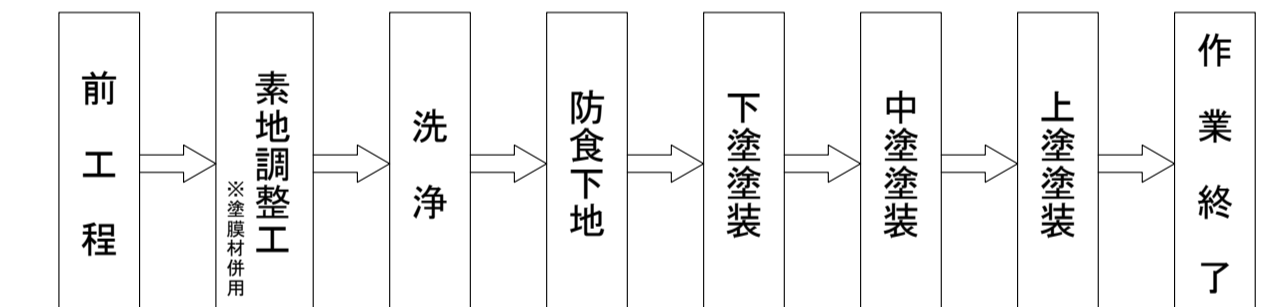 前工程
素地調整工
※塗膜材併用
洗浄
防食下地
下塗塗装
中塗塗装
上塗塗装
作業終了